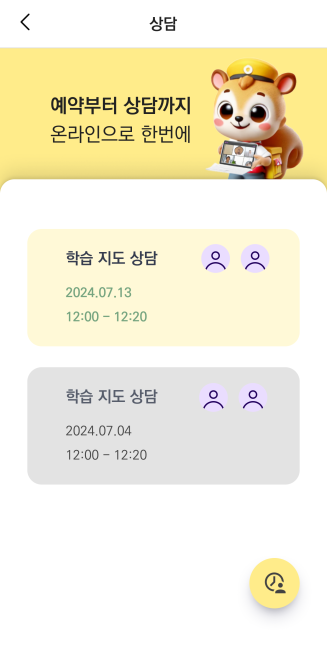 상담
예약부터 상담까지
온라인으로 한번에
학습 지도 상담
2024.07.13
12:00 - 12:20
학습 지도 상담
2024.07.04
12:00 - 12:20